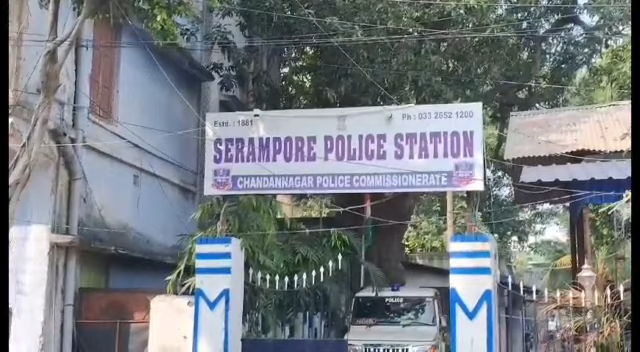 Estd. : 1881
Ph : 033 2652 1200
SERAMPORE POLICE STATION
CHANDANNAGAR POLICE COMMISSIONERATE
POLICE